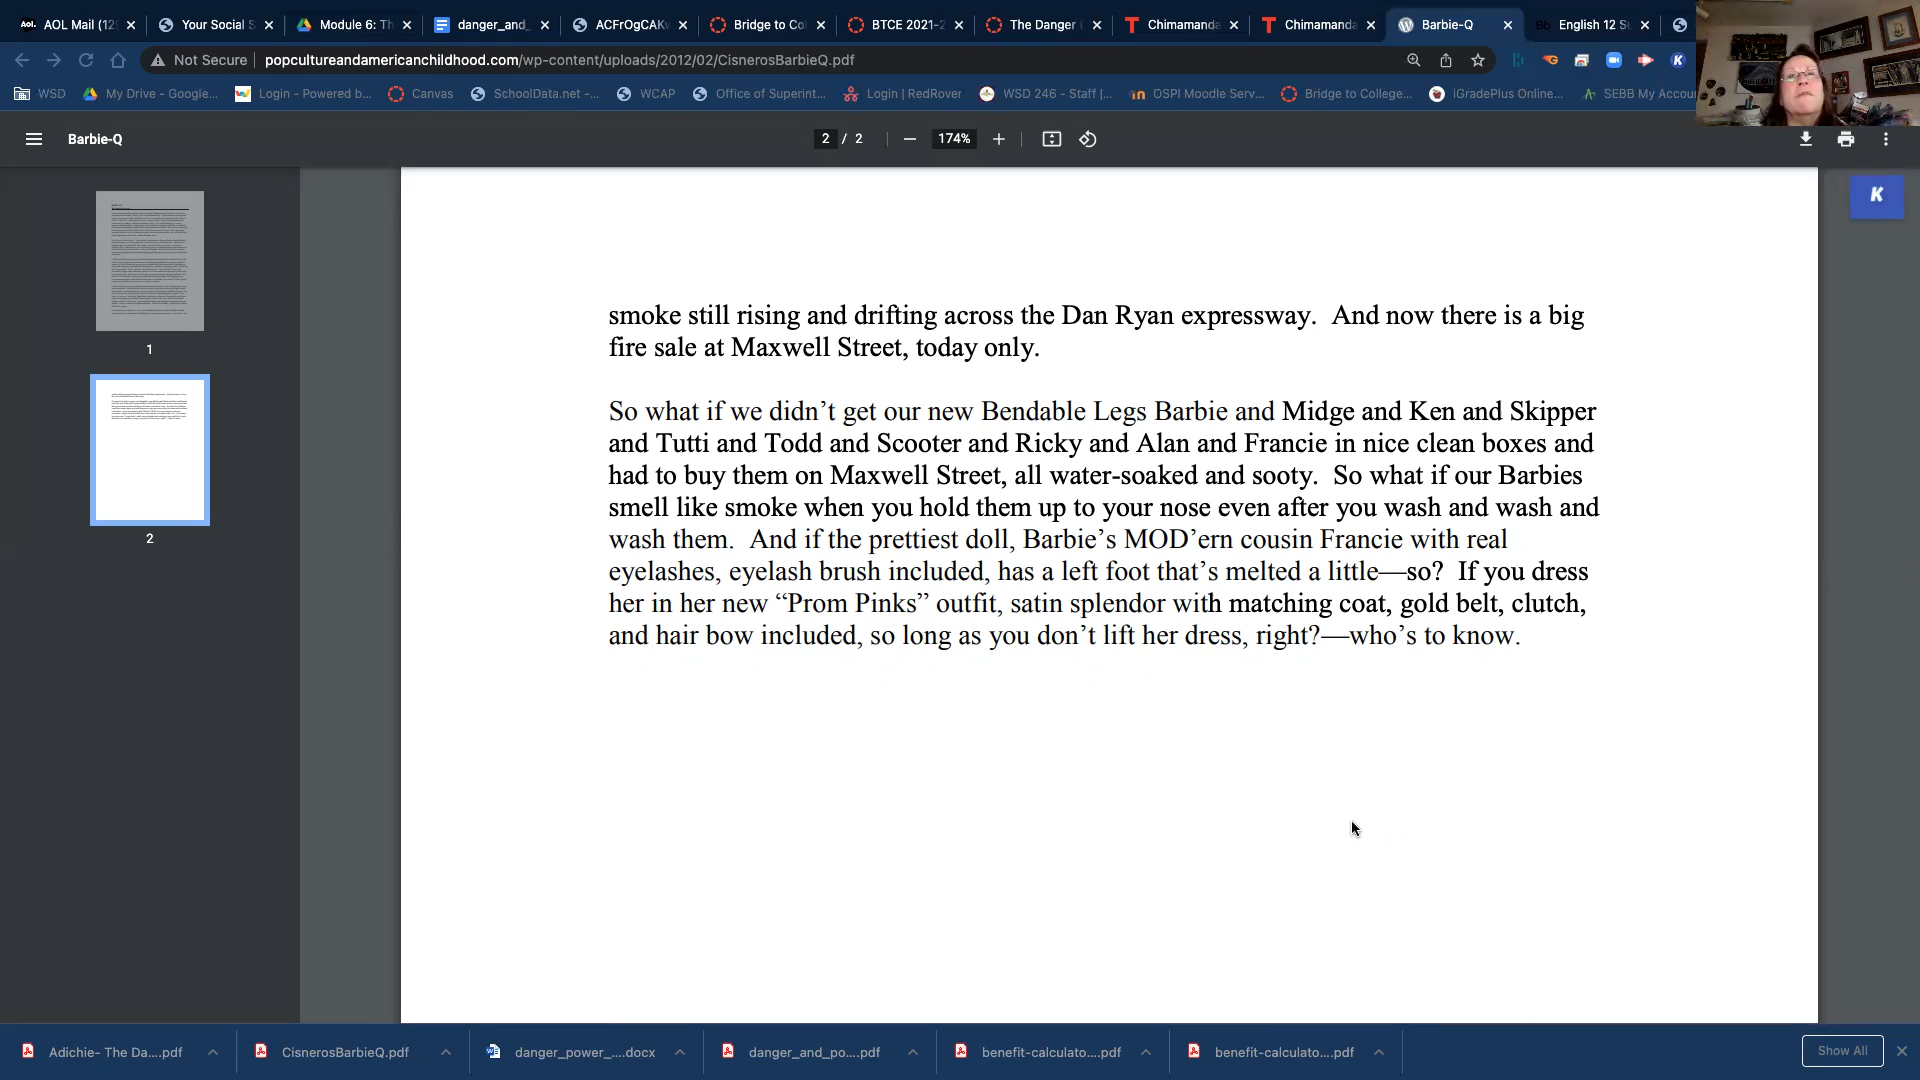 AOL Mail (12
Your Social S
Module 6: Th
danger_and_
ACFrOgCAK
Bridge to Co
BTCE 2021-2
The Danger
Chimamanda
Chimamanda
Barbie-Q
English 12 S
Not Secure
popcultureandamericanchildhood.com/wp-content/uploads/2012/02/CisnerosBarbieQ.pdf
WSD
My Drive - Google...
Login - Powered b...
Canvas
SchoolData.net -...
WCAP
Office of Superint...
Login | RedRover
WSD 246 - Staff |...
OSPI Moodle Serv...
Bridge to College...
iGradePlus Online...
SEBB My Accou
Barbie-Q
2 / 2
174%
K
1
2
smoke still rising and drifting across the Dan Ryan expressway. And now there is a big
fire sale at Maxwell Street, today only.
So what if we didn’t get our new Bendable Legs Barbie and Midge and Ken and Skipper
and Tutti and Todd and Scooter and Ricky and Alan and Francie in nice clean boxes and
had to buy them on Maxwell Street, all water-soaked and sooty. So what if our Barbies
smell like smoke when you hold them up to your nose even after you wash and wash and
wash them. And if the prettiest doll, Barbie’s MOD’ern cousin Francie with real
eyelashes, eyelash brush included, has a left foot that’s melted a little—so? If you dress
her in her new “Prom Pinks” outfit, satin splendor with matching coat, gold belt, clutch,
and hair bow included, so long as you don’t lift her dress, right?—who’s to know.
Adichie- The Da....pdf
CisnerosBarbieQ.pdf
danger_power_....docx
danger_and_po....pdf
benefit-calculato....pdf
benefit-calculato....pdf
Show All